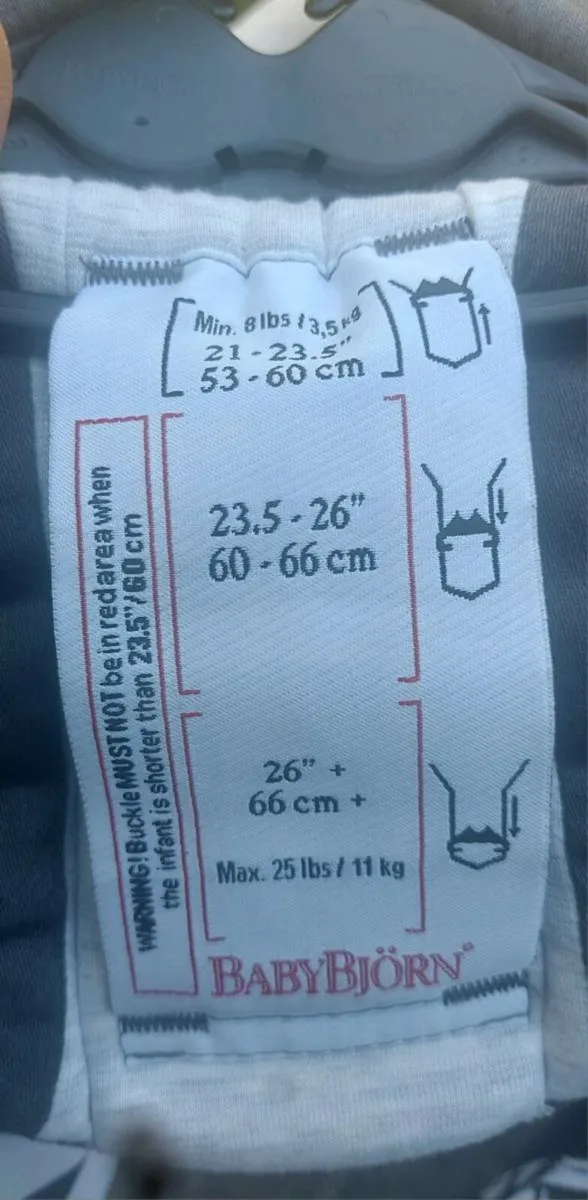 Min. 8 lbs / 3,5 kg
21 - 23.5"
53 - 60 cm
WARNING! Buckle MUST NOT be in red area when
the infant is shorter than 23.5"/60 cm
23.5 - 26"
60 - 66 cm
26" +
66 cm +
Max. 25 lbs / 11 kg
BABYBJÖRN®